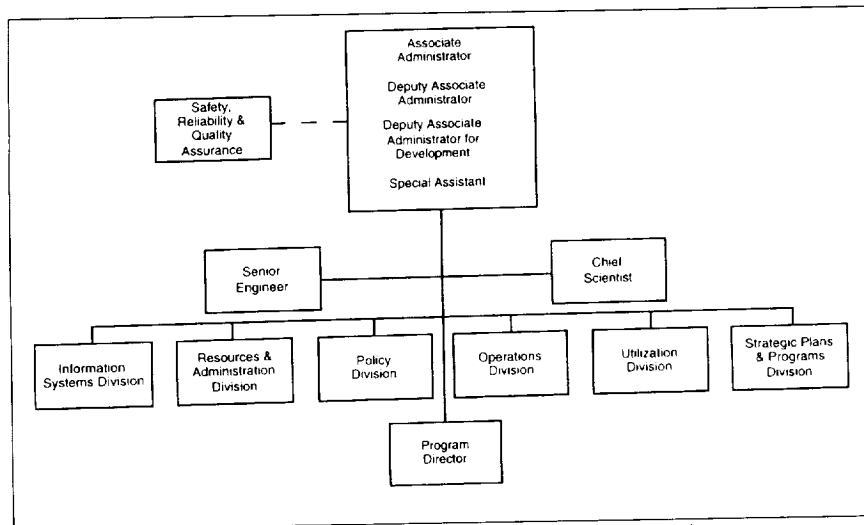 Associate
Administrator
Deputy Associate
Administrator
Deputy Associate
Administrator for
Development
Special Assistant
Safety,
Reliability &
Quality
Assurance
Senior
Engineer
Chief
Scientist
Information
Systems Division
Resources &
Administration
Division
Policy
Division
Operations
Division
Utilization
Division
Strategic Plans
& Programs
Division
Program
Director